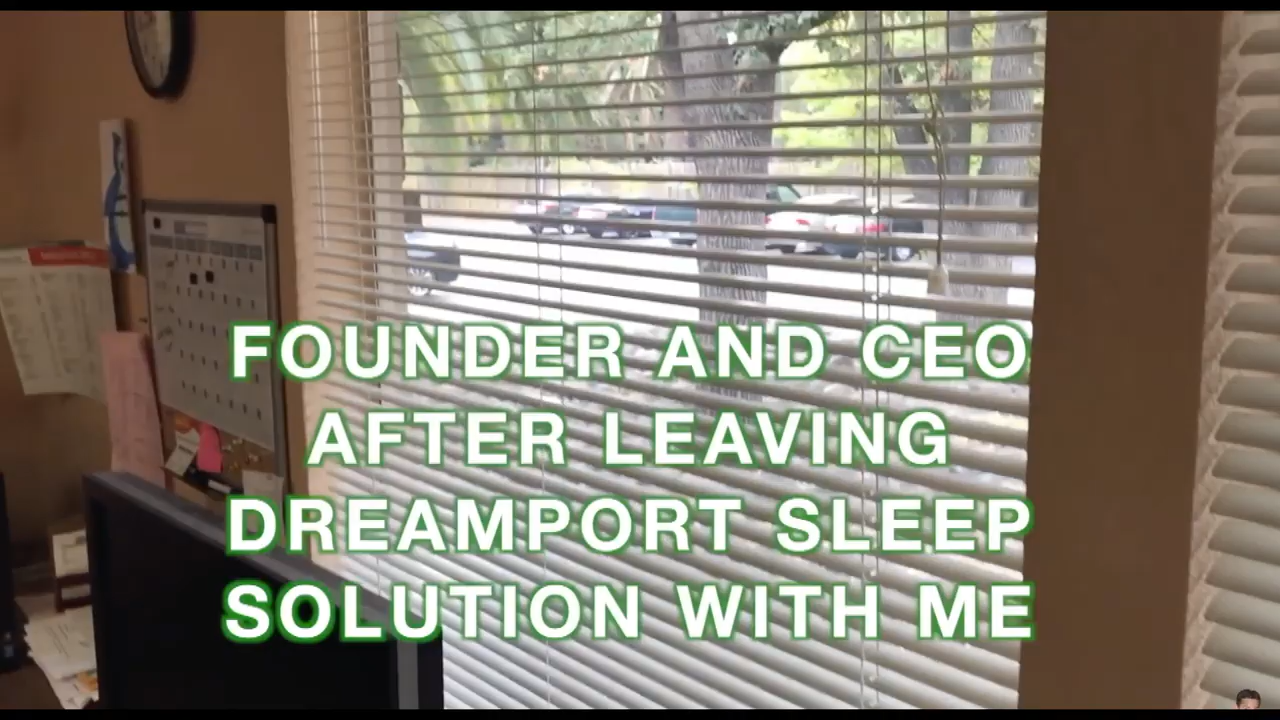 FOUNDER AND CEO
AFTER LEAVING
DREAMPORT SLEEP
SOLUTION WITH ME